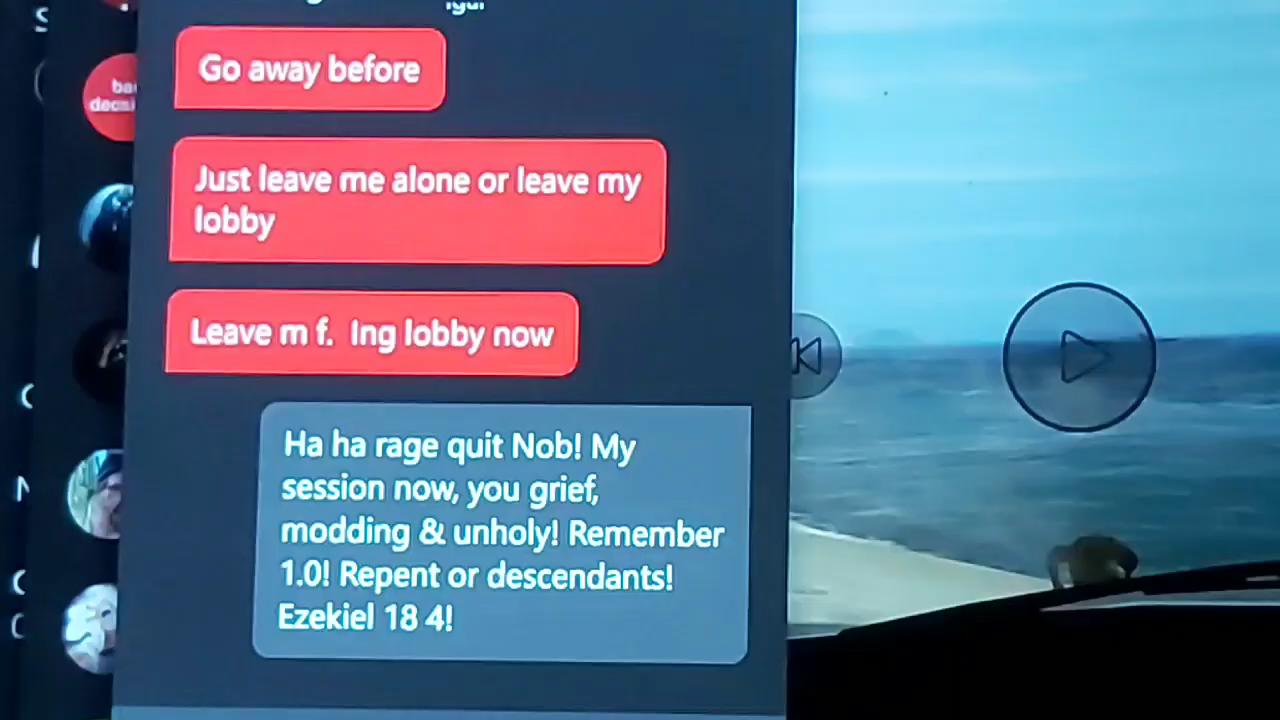 Go away before
Just leave me alone or leave my
lobby
Leave m f.  Ing lobby now
Ha ha rage quit Nob! My
session now, you grief,
modding & unholy! Remember
1.0! Repent or descendants!
Ezekiel 18 4!